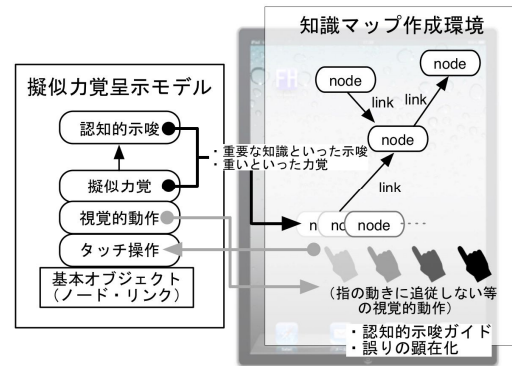 知識マップ作成環境
擬似力覚呈示モデル
認知的示唆
擬似力覚
視覚的動作
タッチ操作
基本オブジェクト
(ノード・リンク)
・重要な知識といった示唆
・重いといった力覚
node
node
link
link
node
link
n
no
node
(指の動きに追従しない等
の視覚的動作)
・認知的示唆ガイド
・誤りの顕在化